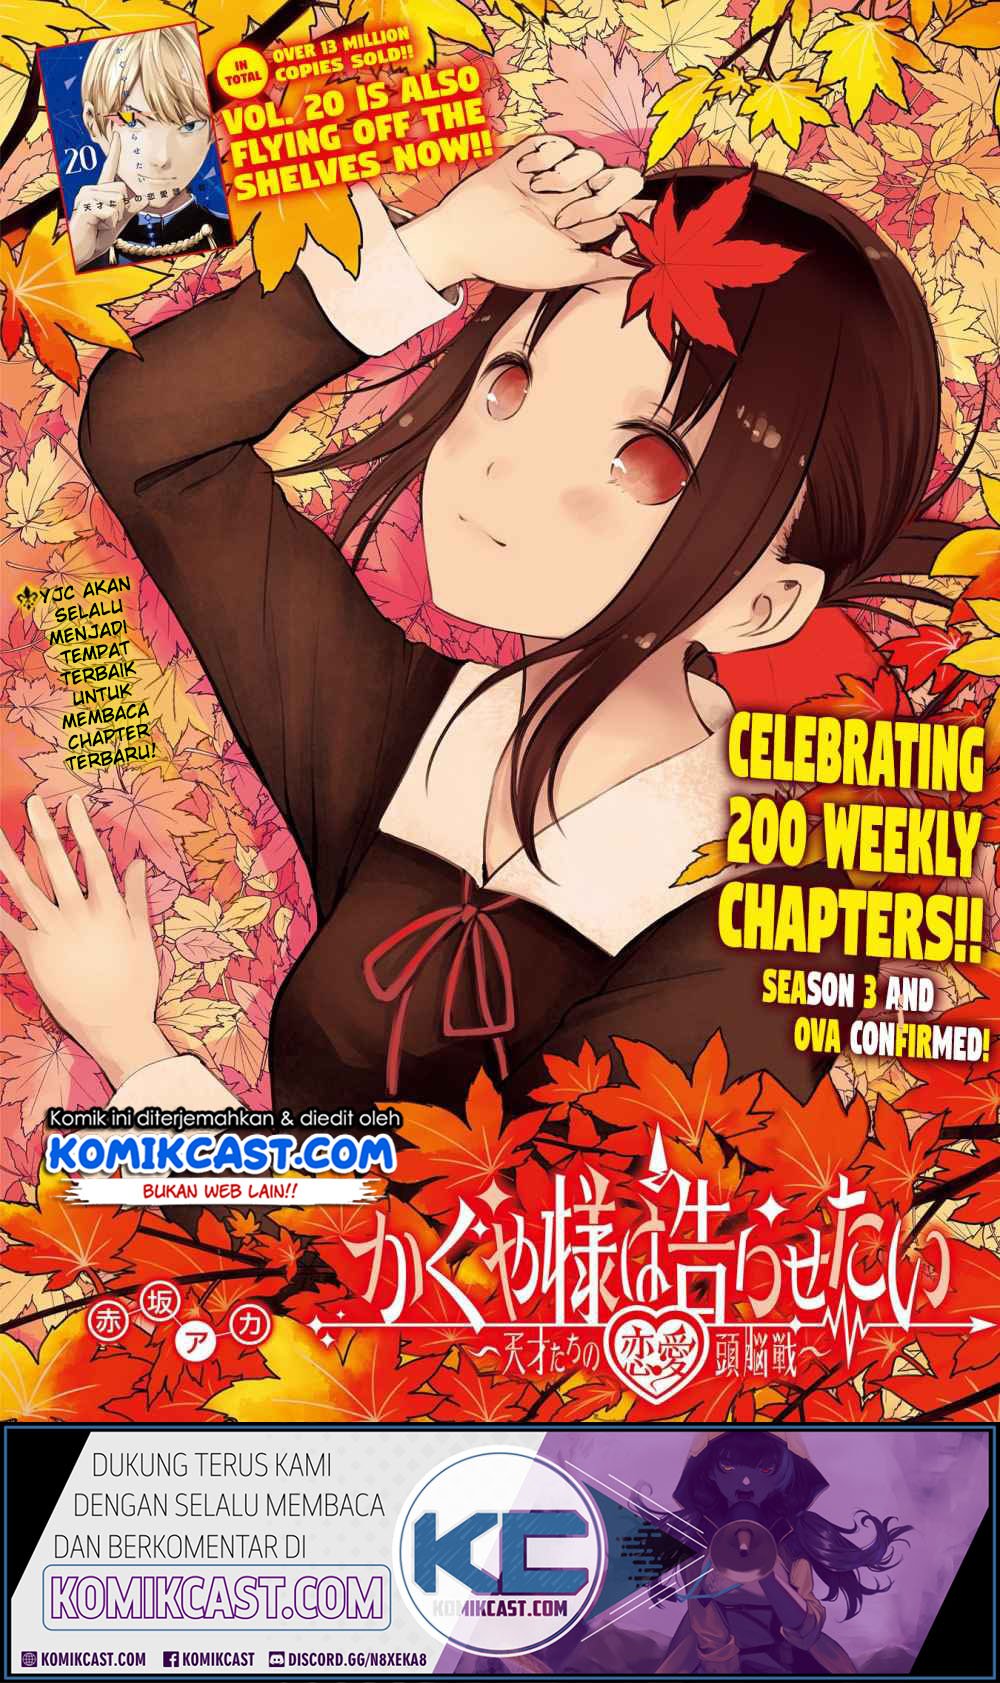 IN TOTAL
OVER 13 MILLION
COPIES SOLD!!
VOL. 20 IS ALSO
FLYING OFF THE
SHELVES NOW!!
20
YJC AKAN
SELALU
MENJADI
TEMPAT
TERBAIK
UNTUK
MEMBACA
CHAPTER
TERBARU!
CELEBRATING
200 WEEKLY
CHAPTERS!!
SEASON 3 AND
OVA CONFIRMED!
Komik ini diterjemahkan & diedit oleh
KOMIKCAST.COM
BUKAN WEB LAIN!!
かぐや様は告らせたい
〜天才たちの恋愛頭脳戦〜
赤坂アカ
DUKUNG TERUS KAMI
DENGAN SELALU MEMBACA
DAN BERKOMENTAR DI
KOMIKCAST.COM
KC
KOMIKCAST.COM
KOMIKCAST.COM KOMIKCAST DISCORD.GG/N8XEKA8